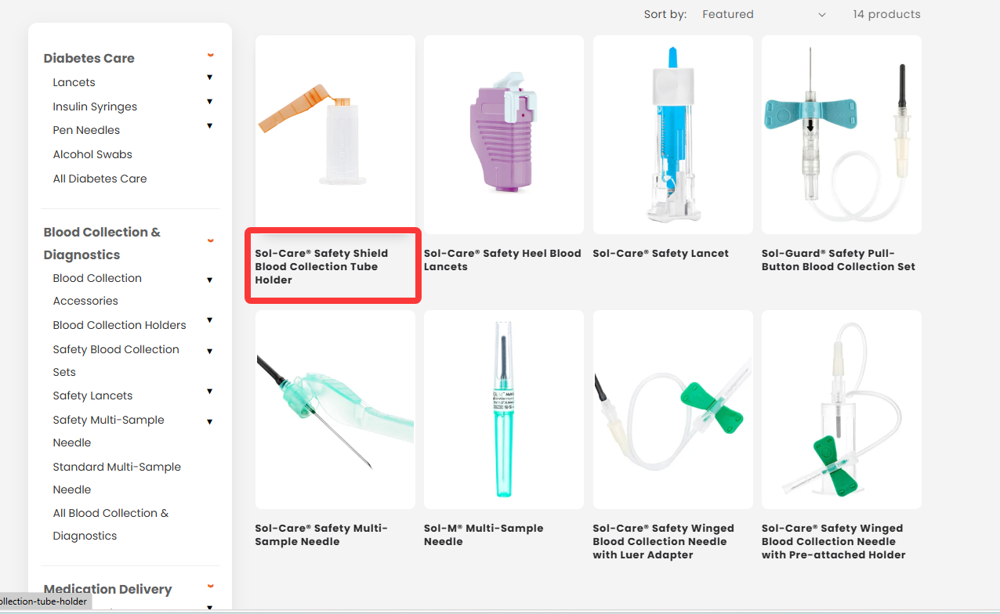 Sort by: Featured 14 products
Diabetes Care
Lancets
Insulin Syringes
Pen Needles
Alcohol Swabs
All Diabetes Care
Blood Collection &
Diagnostics
Blood Collection
Accessories
Blood Collection Holders
Safety Blood Collection
Sets
Safety Lancets
Safety Multi-Sample
Needle
Standard Multi-Sample
Needle
All Blood Collection &
Diagnostics
Medication Delivery
ollection-tube-holder
Sol-Care® Safety Shield
Blood Collection Tube
Holder
Sol-Care® Safety Heel Blood
Lancets
Sol-Care® Safety Lancet
Sol-Guard® Safety Pull-
Button Blood Collection Set
Sol-Care® Safety Multi-
Sample Needle
Sol-M® Multi-Sample
Needle
Sol-Care® Safety Winged
Blood Collection Needle
with Luer Adapter
Sol-Care® Safety Winged
Blood Collection Needle
with Pre-attached Holder